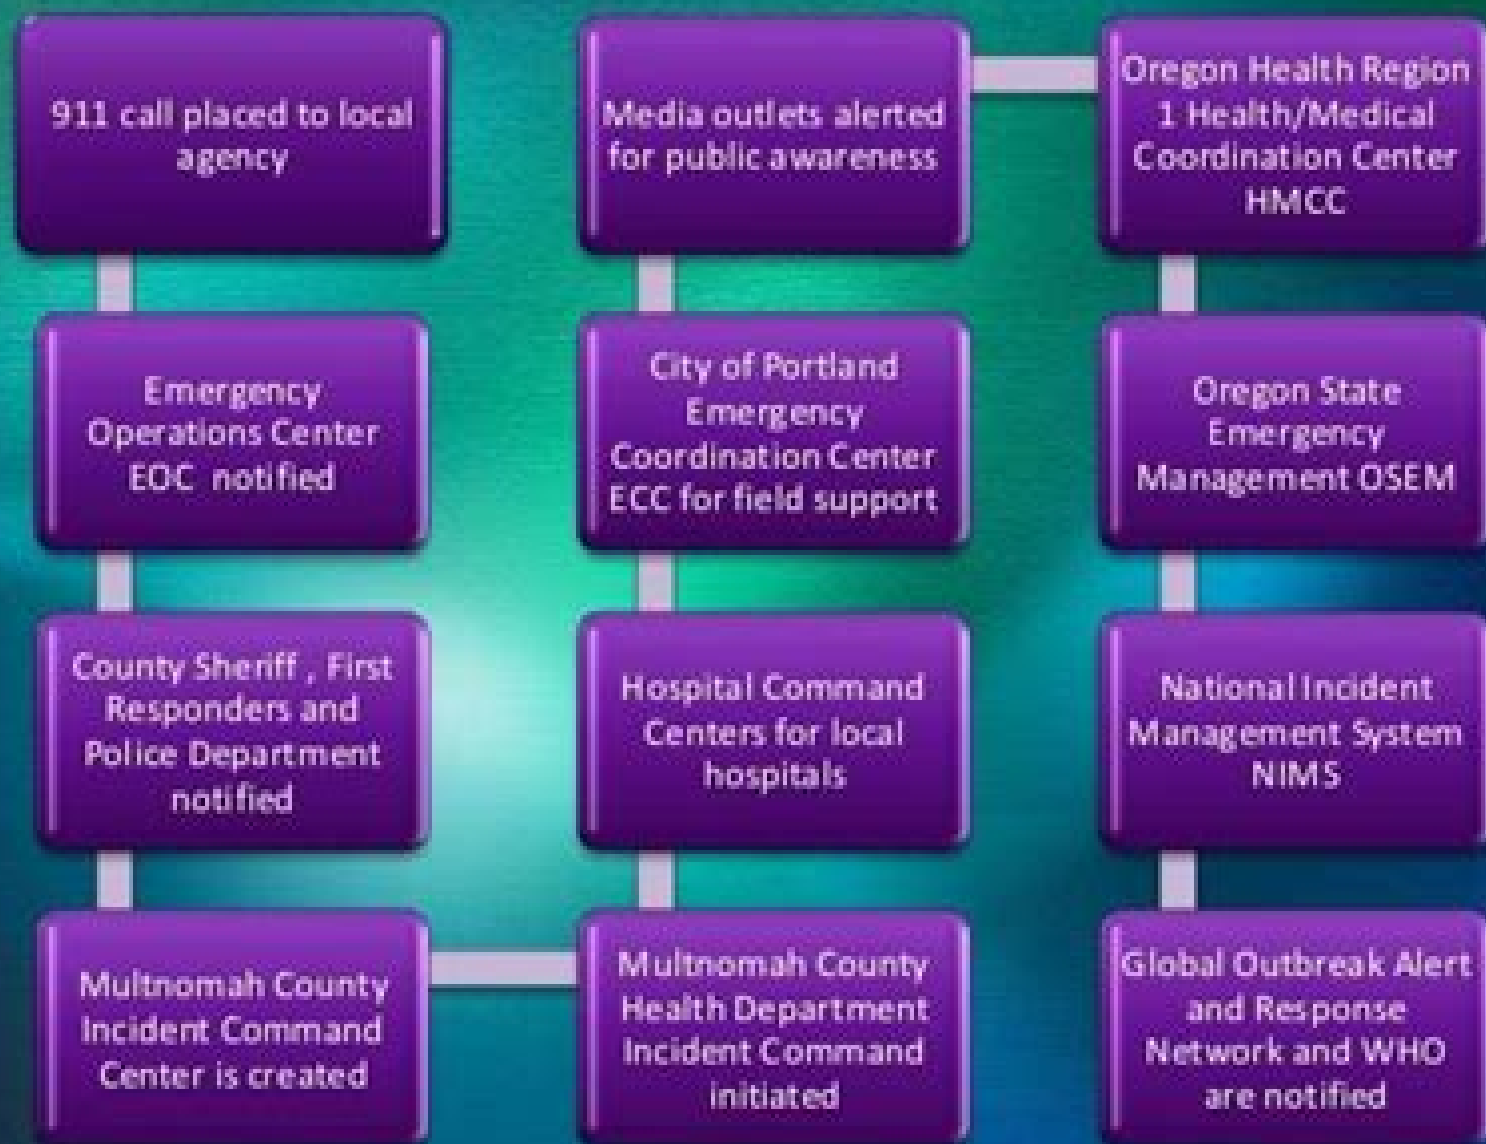 911 call placed to local
agency
Emergency
Operations Center
EOC notified
County Sheriff , First
Responders and
Police Department
notified
Multnomah County
Incident Command
Center is created
Multnomah County
Health Department
Incident Command
initiated
Hospital Command
Centers for local
hospitals
City of Portland
Emergency
Coordination Center
ECC for field support
Media outlets alerted
for public awareness
Oregon Health Region
1 Health/Medical
Coordination Center
HMCC
Oregon State
Emergency
Management OSEM
National Incident
Management System
NIMS
Global Outbreak Alert
and Response
Network and WHO
are notified